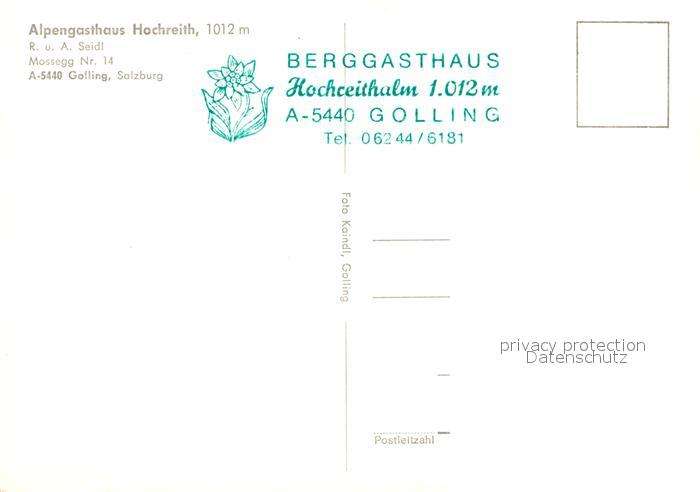 Alpengasthaus Hochreith, 1012 m
R. u. A. Seidl
Mossegg Nr. 14
A-5440 Golling, Salzburg
BERGGASTHAUS
Hochreithalm 1.012m
A-5440 GOLLING
Tel. 06244/6181
Foto Kaindl, Golling
privacy protection
Datenschutz
Postleitzahl